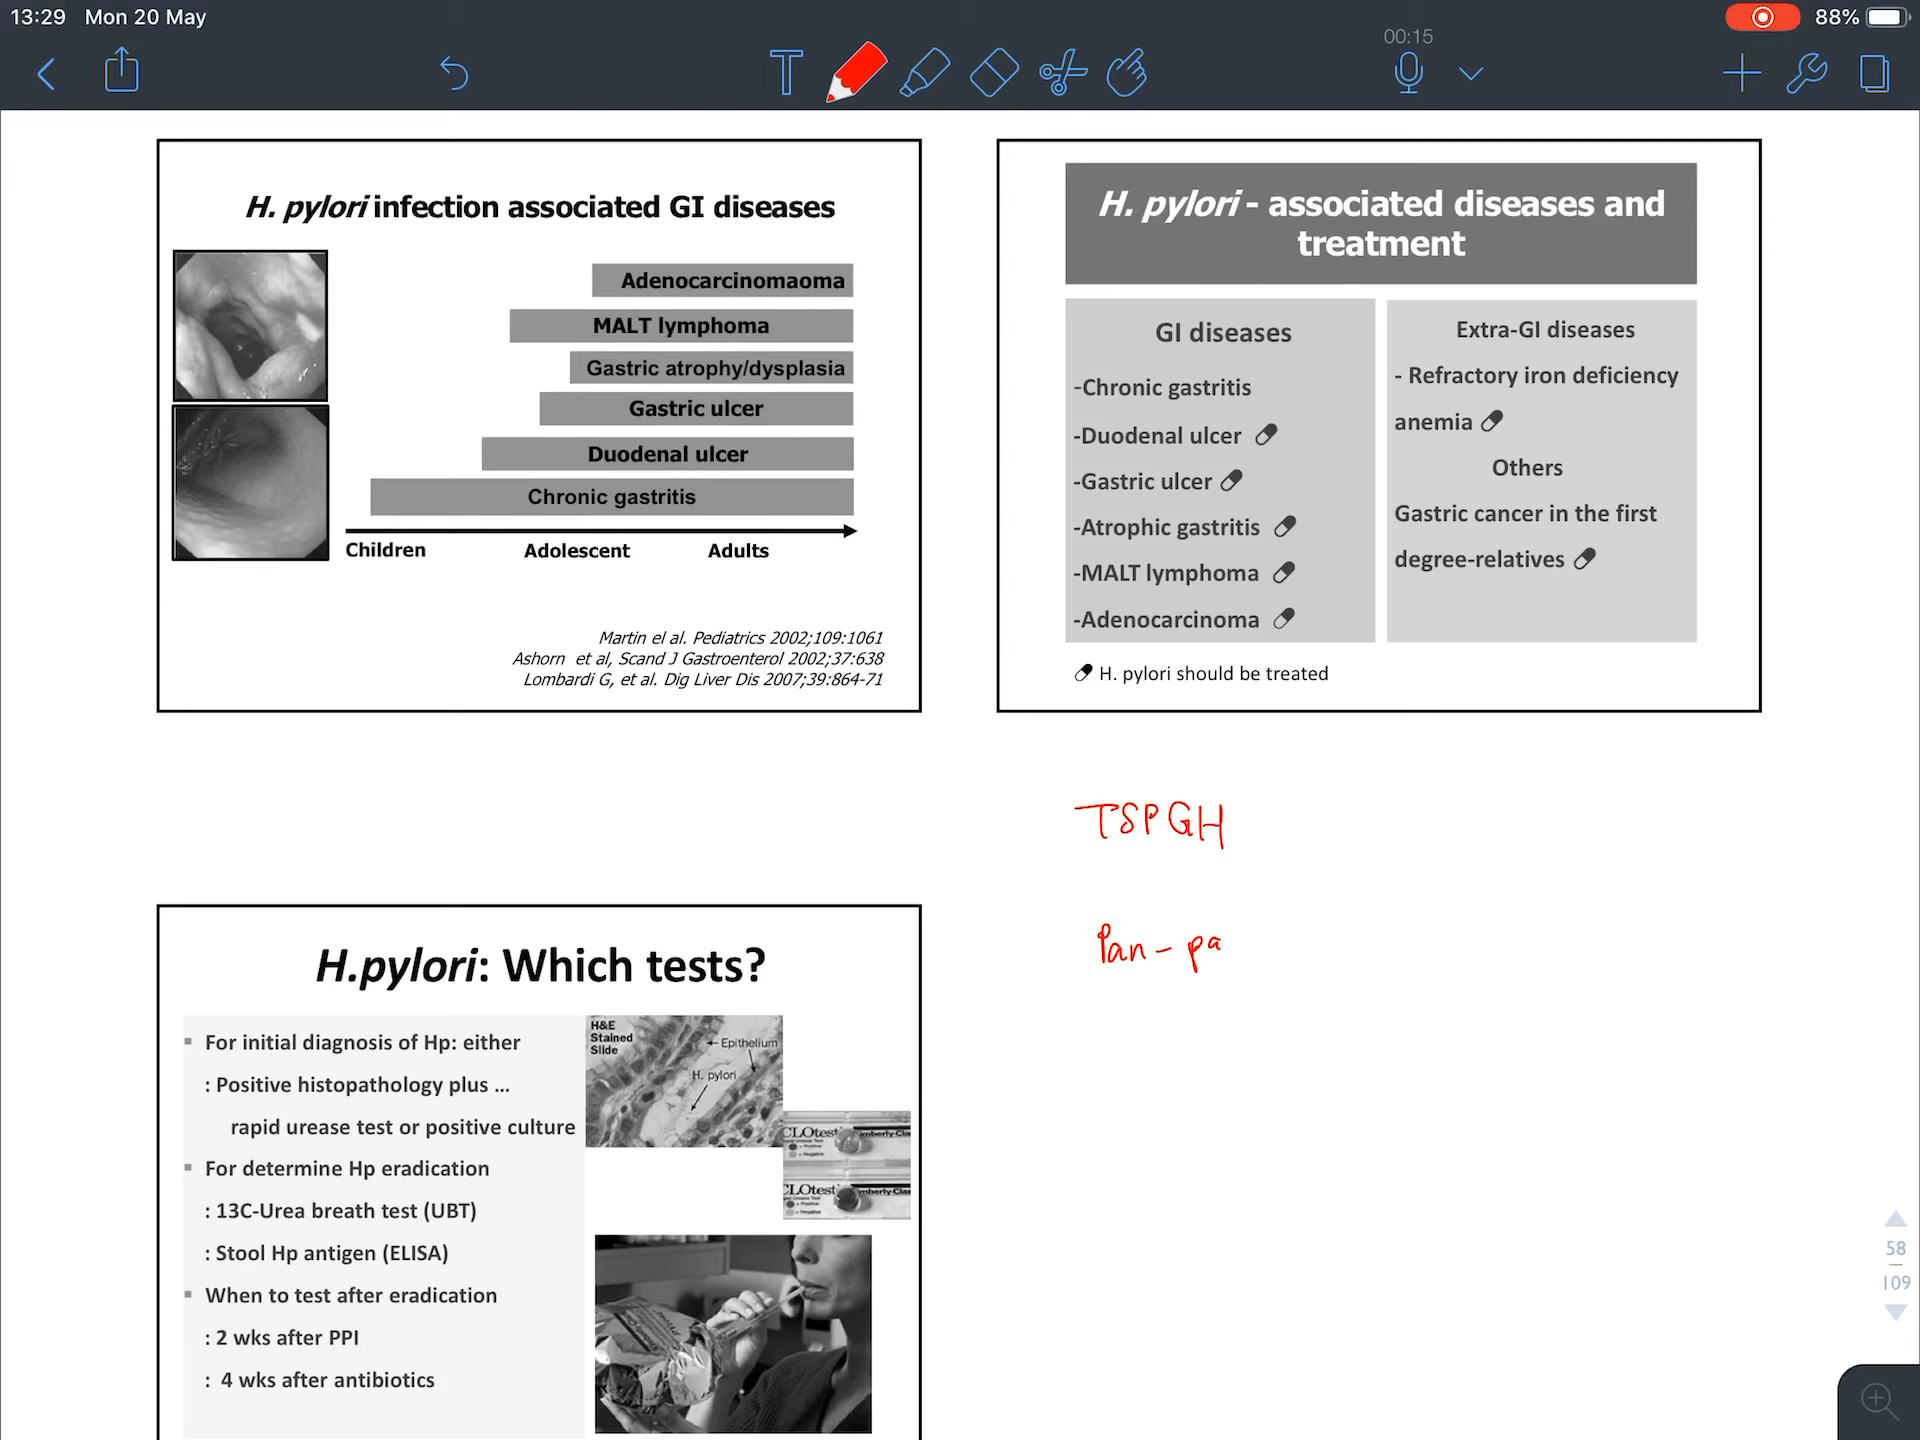 13:29 Mon 20 May
88%
00:15
T
H. pylori infection associated GI diseases
Adenocarcinomaoma
MALT lymphoma
Gastric atrophy/dysplasia
Gastric ulcer
Duodenal ulcer
Chronic gastritis
Children Adolescent Adults
Martin el al. Pediatrics 2002;109:1061
Ashorn et al, Scand J Gastroenterol 2002;37:638
Lombardi G, et al. Dig Liver Dis 2007;39:864-71
H. pylori - associated diseases and
treatment
GI diseases
-Chronic gastritis
-Duodenal ulcer
-Gastric ulcer
-Atrophic gastritis
-MALT lymphoma
-Adenocarcinoma
Extra-GI diseases
- Refractory iron deficiency
anemia
Others
Gastric cancer in the first
degree-relatives
H. pylori should be treated
TSPGH
Pan - pa
H.pylori: Which tests?
▪ For initial diagnosis of Hp: either
: Positive histopathology plus ...
rapid urease test or positive culture
▪ For determine Hp eradication
: 13C-Urea breath test (UBT)
: Stool Hp antigen (ELISA)
▪ When to test after eradication
: 2 wks after PPI
: 4 wks after antibiotics
H&E
Stained
Slide
Epithelium
H. pylori
CLOtest
CLOtest
58
109